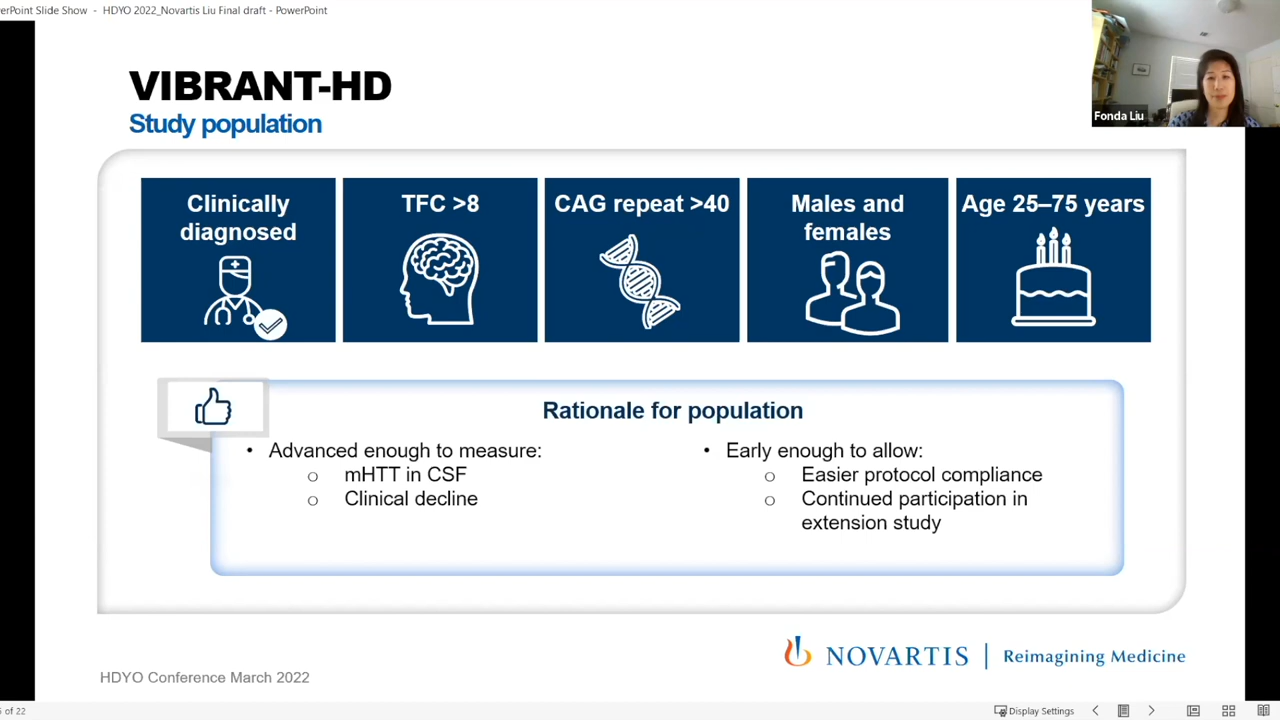 PowerPoint Slide Show - HDYO 2022_Novartis Liu Final draft - PowerPoint
VIBRANT-HD
Study population
Fonda Liu
Clinically
diagnosed
TFC >8
CAG repeat >40
Males and
females
Age 25–75 years
Rationale for population
• Advanced enough to measure:
o mHTT in CSF
o Clinical decline
• Early enough to allow:
o Easier protocol compliance
o Continued participation in
extension study
NOVARTIS | Reimagining Medicine
HDYO Conference March 2022
of 22
Display Settings